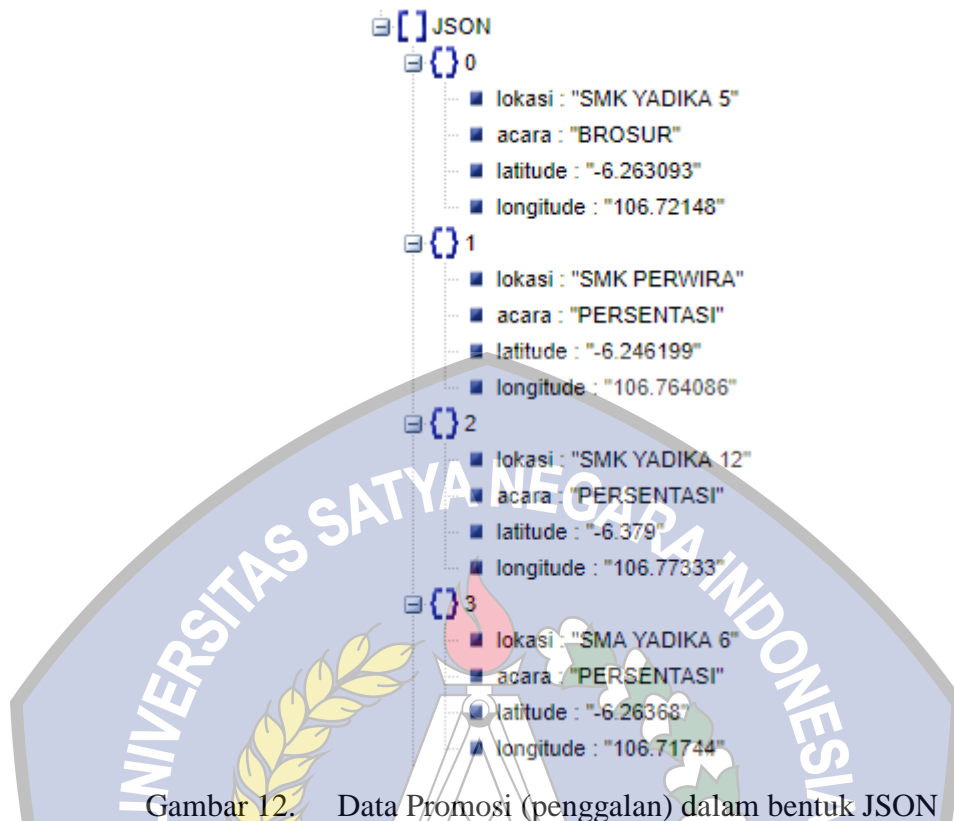 JSON
0
lokasi : "SMK YADIKA 5"
acara : "BROSUR"
latitude : "-6.263093"
longitude : "106.72148"
1
lokasi : "SMK PERWIRA"
acara : "PERSENTASI"
latitude : "-6.246199"
longitude : "106.764086"
2
lokasi : "SMK YADIKA 12"
acara : "PERSENTASI"
latitude : "-6.379"
longitude : "106.77333"
3
lokasi : "SMA YADIKA 6"
acara : "PERSENTASI"
latitude : "-6.26368"
longitude : "106.71744"
UNIVERSITAS SATYA NEGARA INDONESIA
Gambar 12. Data Promosi (penggalan) dalam bentuk JSON